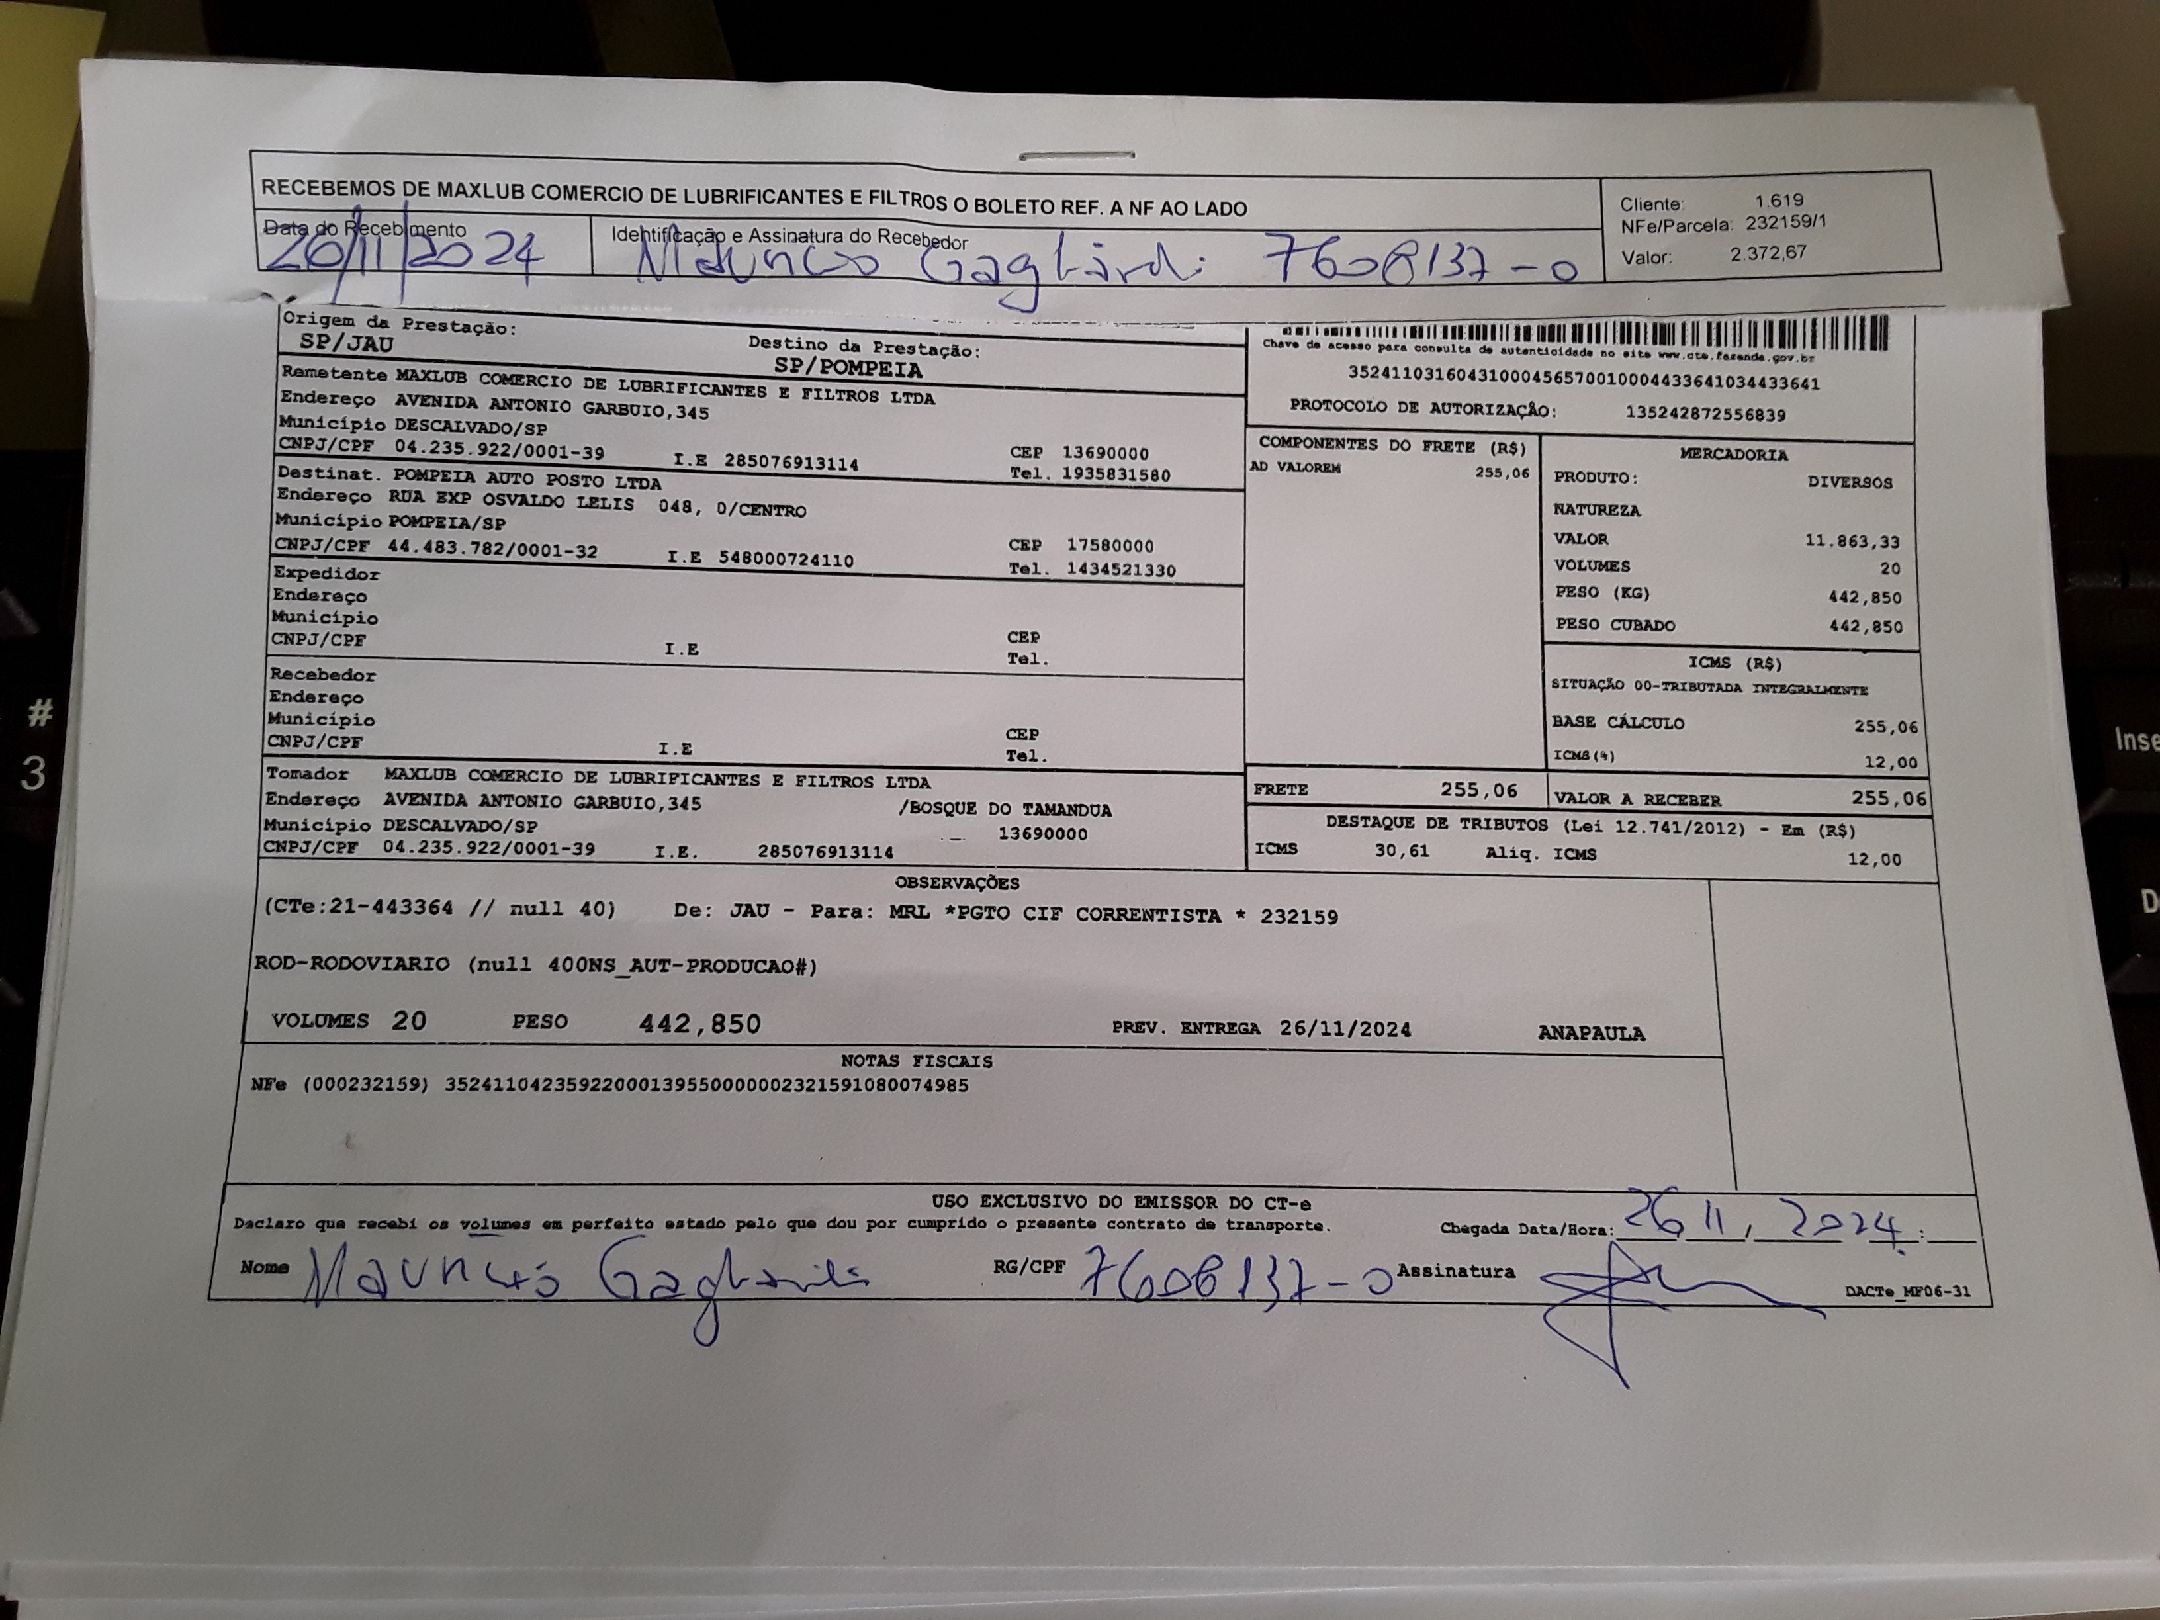 RECEBEMOS DE MAXLUB COMERCIO DE LUBRIFICANTES E FILTROS O BOLETO REF. A NF AO LADO
Data do Recebimento
26/11/2024
Identificação e Assinatura do Recebedor
Mauricio Gagliardi 7608137-0
Cliente: 1.619
NFe/Parcela: 232159/1
Valor: 2.372,67
Origem da Prestação:
SP/JAU
Destino da Prestação:
SP/POMPEIA
Remetente MAXLUB COMERCIO DE LUBRIFICANTES E FILTROS LTDA
Endereço AVENIDA ANTONIO GARBUIO,345
Município DESCALVADO/SP
CNPJ/CPF 04.235.922/0001-39 I.E 285076913114 CEP 13690000
Tel. 1935831580
Destinat. POMPEIA AUTO POSTO LTDA
Endereço RUA EXP OSVALDO LELIS 048, 0/CENTRO
Município POMPEIA/SP
CNPJ/CPF 44.483.782/0001-32 I.E 548000724110 CEP 17580000
Tel. 1434521330
Expedidor
Endereço
Município
CNPJ/CPF I.E CEP
Tel.
Recebedor
Endereço
Município
CNPJ/CPF I.E CEP
Tel.
Tomador MAXLUB COMERCIO DE LUBRIFICANTES E FILTROS LTDA
Endereço AVENIDA ANTONIO GARBUIO,345 /BOSQUE DO TAMANDUA
Município DESCALVADO/SP 13690000
CNPJ/CPF 04.235.922/0001-39 I.E. 285076913114
Chave de acesso para consulta de autenticidade no site www.cte.fazenda.gov.br
35241103160431000456570010004433641034433641
PROTOCOLO DE AUTORIZAÇÃO: 135242872556839
COMPONENTES DO FRETE (R$)
AD VALOREM 255,06
MERCADORIA
PRODUTO: DIVERSOS
NATUREZA
VALOR 11.863,33
VOLUMES 20
PESO (KG) 442,850
PESO CUBADO 442,850
ICMS (R$)
SITUAÇÃO 00-TRIBUTADA INTEGRALMENTE
BASE CÁLCULO 255,06
ICMS(%) 12,00
FRETE 255,06 VALOR A RECEBER 255,06
DESTAQUE DE TRIBUTOS (Lei 12.741/2012) - Em (R$)
ICMS 30,61 Aliq. ICMS 12,00
OBSERVAÇÕES
(CTe:21-443364 // null 40) De: JAU - Para: MRL *PGTO CIF CORRENTISTA * 232159
ROD-RODOVIARIO (null 400NS_AUT-PRODUCAO#)
VOLUMES 20 PESO 442,850 PREV. ENTREGA 26/11/2024 ANAPAULA
NOTAS FISCAIS
NFe (000232159) 35241104235922000139550000002321591080074985
USO EXCLUSIVO DO EMISSOR DO CT-e
Declaro que recebi os volumes em perfeito estado pelo que dou por cumprido o presente contrato de transporte. Chegada Data/Hora: 26 11, 2024 :
Nome Mauricio Gagliardi RG/CPF 7608137-0 Assinatura
DACTe_MF06-31
#
3
Inse
D